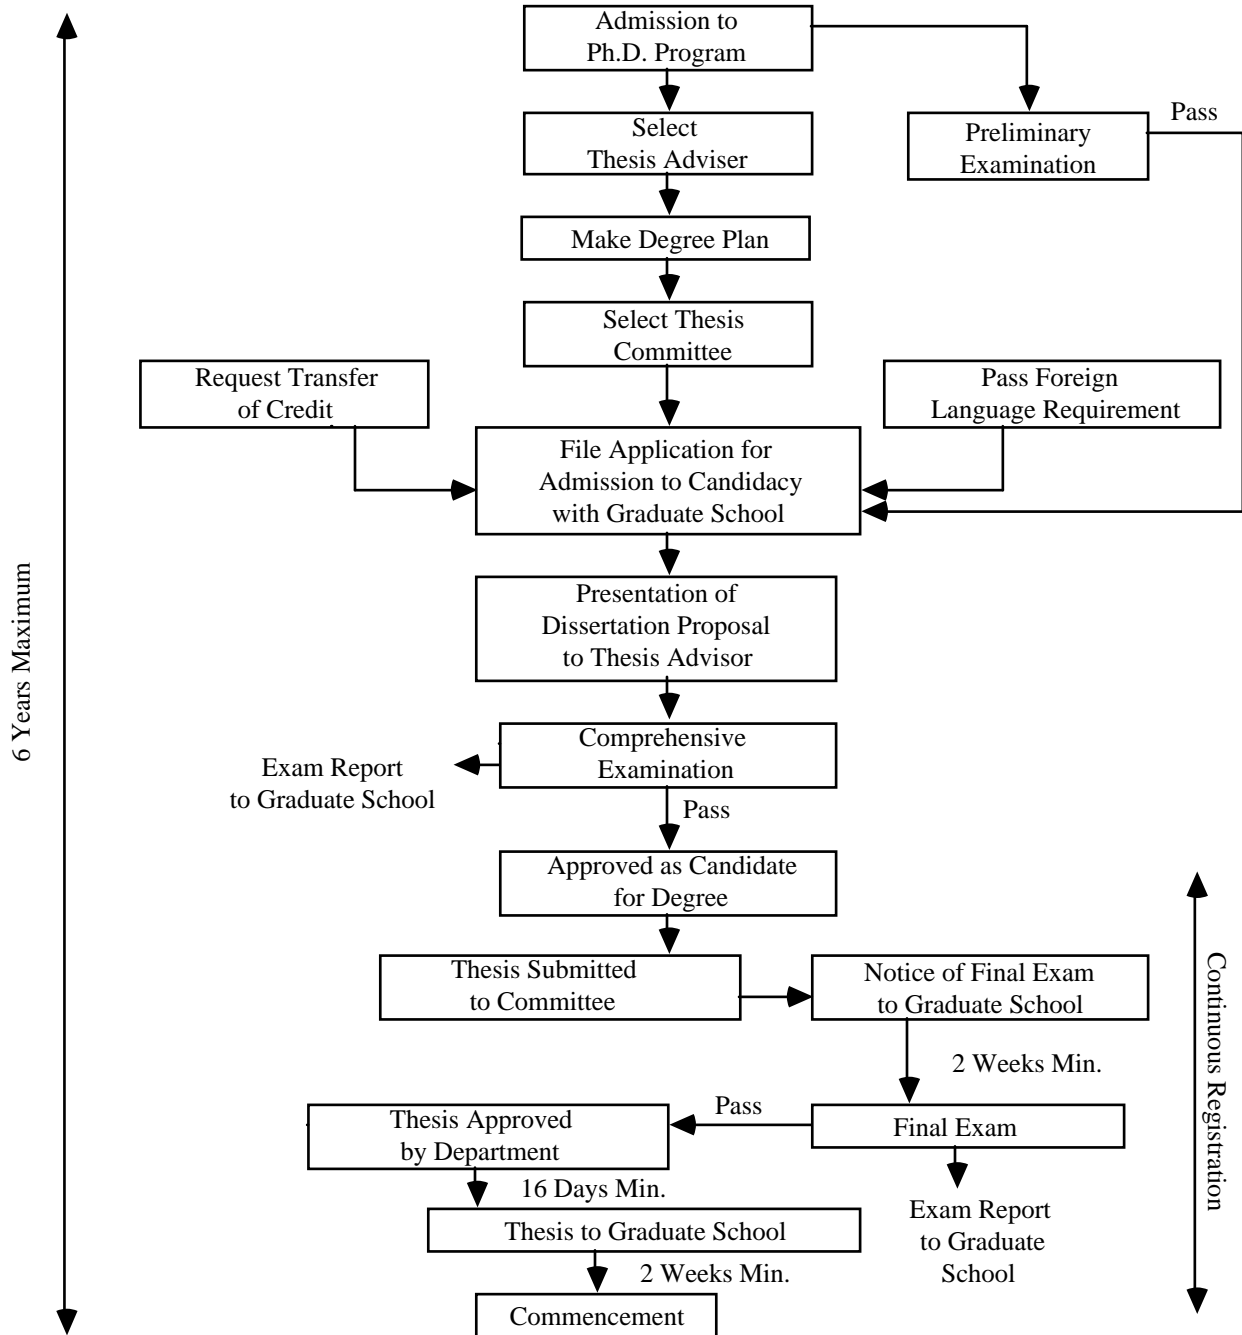 Admission to
Ph.D. Program
Pass
Select
Thesis Adviser
Preliminary
Examination
Make Degree Plan
Select Thesis
Committee
Request Transfer
of Credit
Pass Foreign
Language Requirement
File Application for
Admission to Candidacy
with Graduate School
6 Years Maximum
Presentation of
Dissertation Proposal
to Thesis Advisor
Comprehensive
Examination
Exam Report
to Graduate School
Pass
Approved as Candidate
for Degree
Continuous Registration
Thesis Submitted
to Committee
Notice of Final Exam
to Graduate School
2 Weeks Min.
Pass
Thesis Approved
by Department
Final Exam
16 Days Min.
Thesis to Graduate School
Exam Report
to Graduate
School
2 Weeks Min.
Commencement